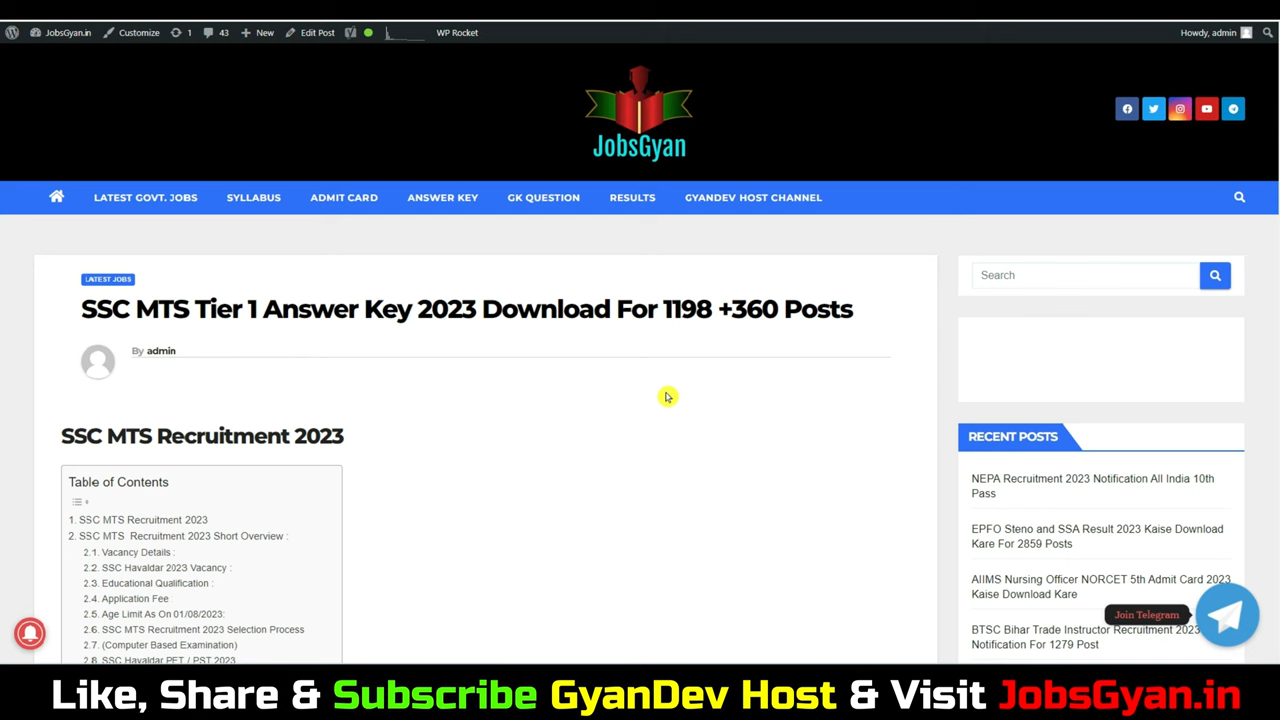 JobsGyan.in Customize 1 43 New Edit Post WP Rocket Howdy, admin
JobsGyan
LATEST GOVT. JOBS SYLLABUS ADMIT CARD ANSWER KEY GK QUESTION RESULTS GYANDEV HOST CHANNEL
LATEST JOBS
SSC MTS Tier 1 Answer Key 2023 Download For 1198 +360 Posts
By admin
SSC MTS Recruitment 2023
Table of Contents
1. SSC MTS Recruitment 2023
2. SSC MTS Recruitment 2023 Short Overview :
2.1. Vacancy Details :
2.2. SSC Havaldar 2023 Vacancy :
2.3. Educational Qualification :
2.4. Application Fee
2.5. Age Limit As On 01/08/2023:
2.6. SSC MTS Recruitment 2023 Selection Process
2.7. (Computer Based Examination)
2.8. SSC Havaldar PET / PST 2023
Search
RECENT POSTS
NEPA Recruitment 2023 Notification All India 10th
Pass
EPFO Steno and SSA Result 2023 Kaise Download
Kare For 2859 Posts
AIIMS Nursing Officer NORCET 5th Admit Card 2023
Kaise Download Kare
Join Telegram
BTSC Bihar Trade Instructor Recruitment 2023
Notification For 1279 Post
Like, Share & Subscribe GyanDev Host & Visit JobsGyan.in